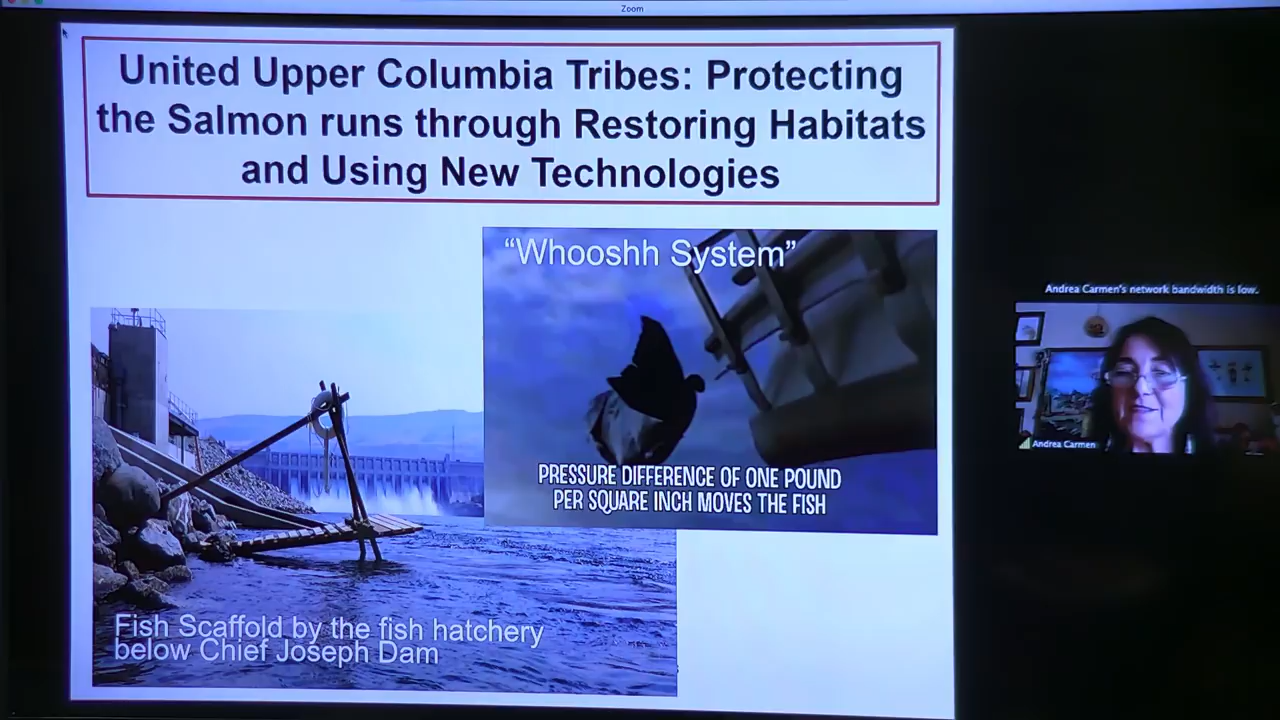 Zoom
United Upper Columbia Tribes: Protecting
the Salmon runs through Restoring Habitats
and Using New Technologies
“Whooshh System”
PRESSURE DIFFERENCE OF ONE POUND
PER SQUARE INCH MOVES THE FISH
Fish Scaffold by the fish hatchery
below Chief Joseph Dam
Andrea Carmen's network bandwidth is low.
Andrea Carmen